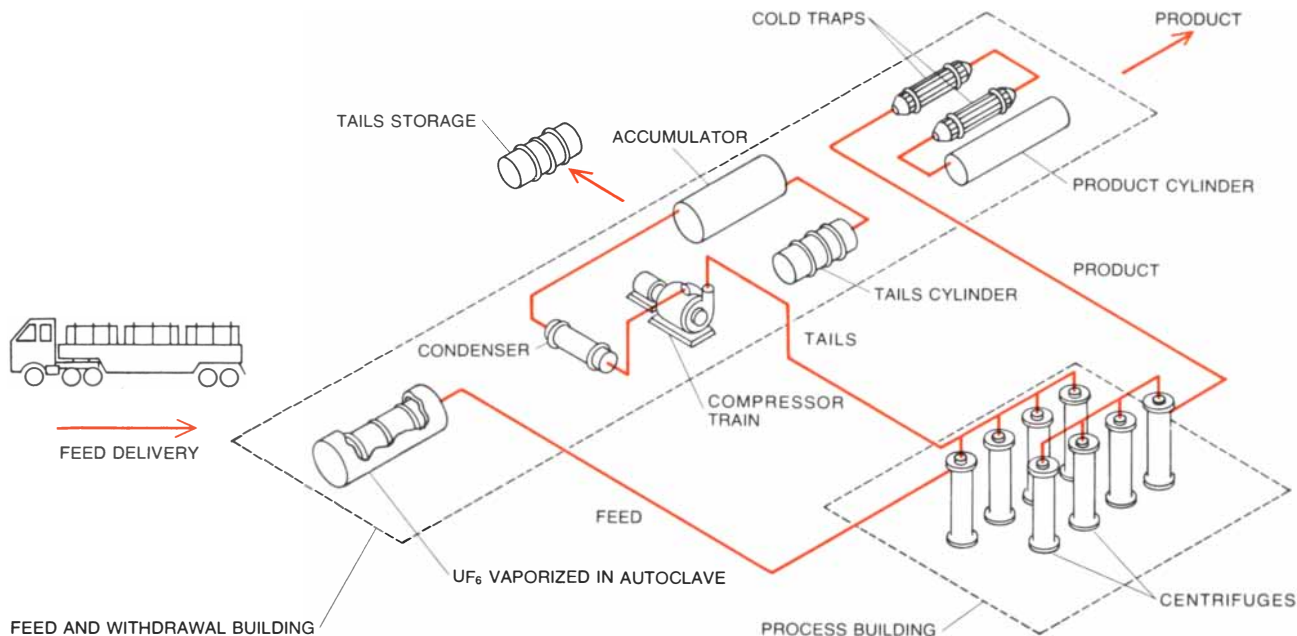 COLD TRAPS
PRODUCT
TAILS STORAGE
ACCUMULATOR
PRODUCT CYLINDER
PRODUCT
TAILS CYLINDER
CONDENSER
TAILS
COMPRESSOR
TRAIN
FEED DELIVERY
FEED
UF₆ VAPORIZED IN AUTOCLAVE
CENTRIFUGES
FEED AND WITHDRAWAL BUILDING
PROCESS BUILDING